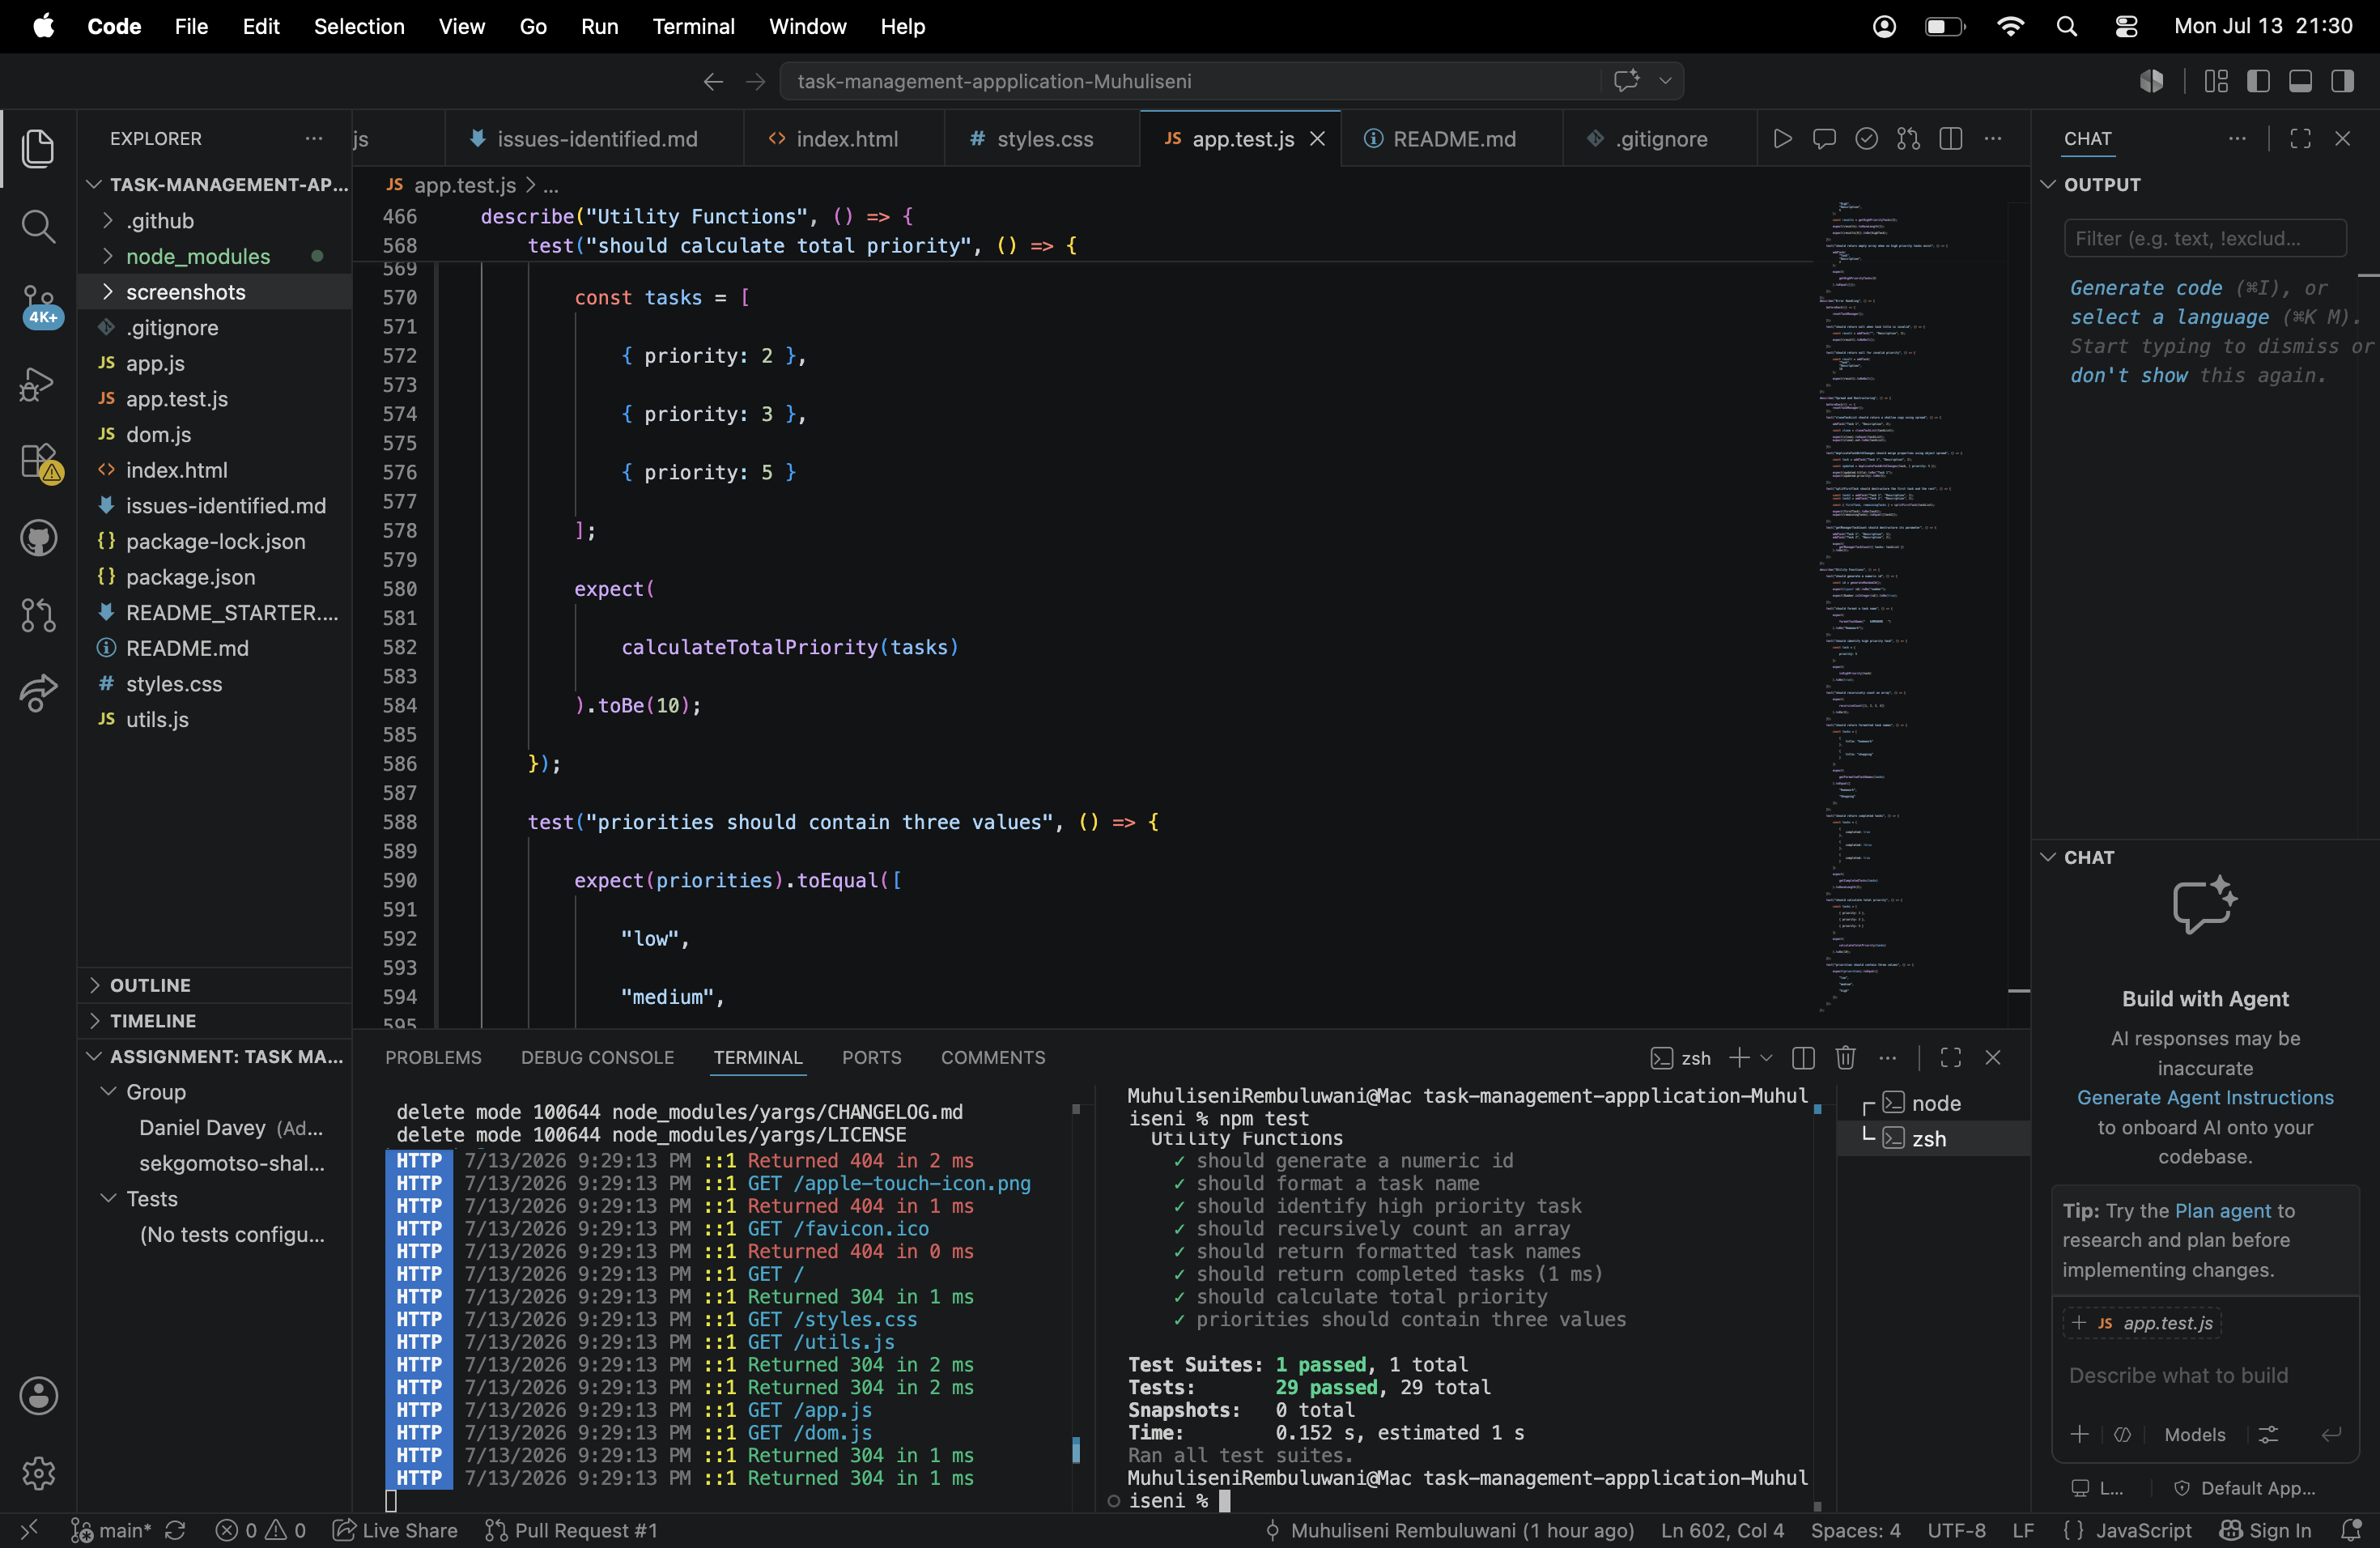 Code File Edit Selection View Go Run Terminal Window Help
Mon Jul 13 21:30
task-management-appplication-Muhuliseni
EXPLORER
TASK-MANAGEMENT-AP...
.github
node_modules
screenshots
.gitignore
JS app.js
JS app.test.js
JS dom.js
<> index.html
issues-identified.md
{} package-lock.json
{} package.json
README_STARTER....
README.md
# styles.css
JS utils.js
4K+
OUTLINE
TIMELINE
ASSIGNMENT: TASK MA...
Group
Daniel Davey (Ad...
sekgomotso-shal...
Tests
(No tests configu...
js
issues-identified.md
<> index.html
# styles.css
JS app.test.js
README.md
.gitignore
JS app.test.js > ...
466 describe("Utility Functions", () => {
568 test("should calculate total priority", () => {
569
570 const tasks = [
571
572 { priority: 2 },
573
574 { priority: 3 },
575
576 { priority: 5 }
577
578 ];
579
580 expect(
581
582 calculateTotalPriority(tasks)
583
584 ).toBe(10);
585
586 });
587
588 test("priorities should contain three values", () => {
589
590 expect(priorities).toEqual([
591
592 "low",
593
594 "medium",
595
PROBLEMS DEBUG CONSOLE TERMINAL PORTS COMMENTS
zsh
delete mode 100644 node_modules/yargs/CHANGELOG.md
delete mode 100644 node_modules/yargs/LICENSE
HTTP 7/13/2026 9:29:13 PM ::1 Returned 404 in 2 ms
HTTP 7/13/2026 9:29:13 PM ::1 GET /apple-touch-icon.png
HTTP 7/13/2026 9:29:13 PM ::1 Returned 404 in 1 ms
HTTP 7/13/2026 9:29:13 PM ::1 GET /favicon.ico
HTTP 7/13/2026 9:29:13 PM ::1 Returned 404 in 0 ms
HTTP 7/13/2026 9:29:13 PM ::1 GET /
HTTP 7/13/2026 9:29:13 PM ::1 Returned 304 in 1 ms
HTTP 7/13/2026 9:29:13 PM ::1 GET /styles.css
HTTP 7/13/2026 9:29:13 PM ::1 GET /utils.js
HTTP 7/13/2026 9:29:13 PM ::1 Returned 304 in 2 ms
HTTP 7/13/2026 9:29:13 PM ::1 Returned 304 in 2 ms
HTTP 7/13/2026 9:29:13 PM ::1 GET /app.js
HTTP 7/13/2026 9:29:13 PM ::1 GET /dom.js
HTTP 7/13/2026 9:29:13 PM ::1 Returned 304 in 1 ms
HTTP 7/13/2026 9:29:13 PM ::1 Returned 304 in 1 ms
MuhuliseniRembuluwani@Mac task-management-appplication-Muhul
iseni % npm test
Utility Functions
✓ should generate a numeric id
✓ should format a task name
✓ should identify high priority task
✓ should recursively count an array
✓ should return formatted task names
✓ should return completed tasks (1 ms)
✓ should calculate total priority
✓ priorities should contain three values
Test Suites: 1 passed, 1 total
Tests: 29 passed, 29 total
Snapshots: 0 total
Time: 0.152 s, estimated 1 s
Ran all test suites.
MuhuliseniRembuluwani@Mac task-management-appplication-Muhul
iseni %
node
zsh
CHAT
OUTPUT
Filter (e.g. text, !exclud...
Generate code (⌘I), or
select a language (⌘K M).
Start typing to dismiss or
don't show this again.
CHAT
Build with Agent
AI responses may be
inaccurate
Generate Agent Instructions
to onboard AI onto your
codebase.
Tip: Try the Plan agent to
research and plan before
implementing changes.
+ JS app.test.js
Describe what to build
Models
L...
Default App...
main* 0 0 Live Share Pull Request #1
Muhuliseni Rembuluwani (1 hour ago) Ln 602, Col 4 Spaces: 4 UTF-8 LF {} JavaScript Sign In